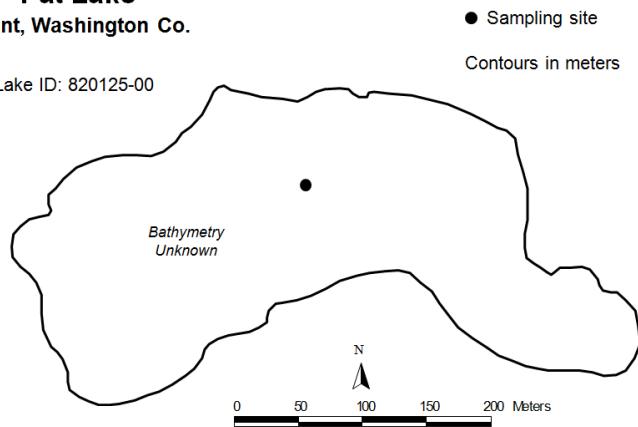 nt, Washington Co.
● Sampling site
Contours in meters
ake ID: 820125-00
Bathymetry
Unknown
N
0 50 100 150 200 Meters